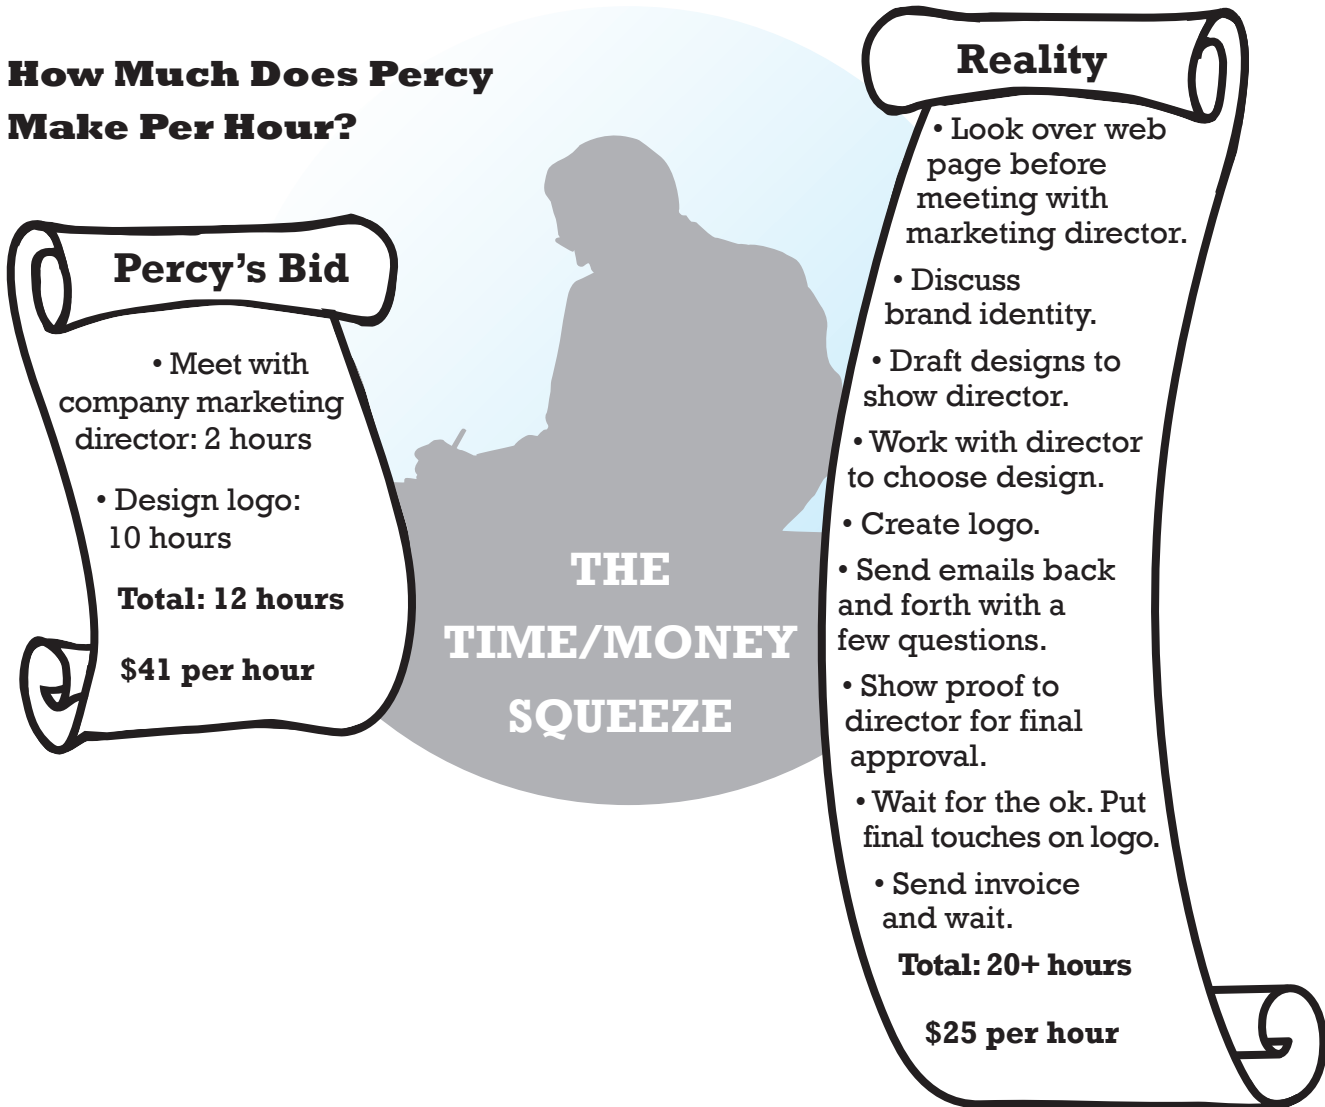 How Much Does Percy
Make Per Hour?
Percy’s Bid
• Meet with
company marketing
director: 2 hours
• Design logo:
10 hours
Total: 12 hours
$41 per hour
THE
TIME/MONEY
SQUEEZE
Reality
• Look over web
page before
meeting with
marketing director.
• Discuss
brand identity.
• Draft designs to
show director.
• Work with director
to choose design.
• Create logo.
• Send emails back
and forth with a
few questions.
• Show proof to
director for final
approval.
• Wait for the ok. Put
final touches on logo.
• Send invoice
and wait.
Total: 20+ hours
$25 per hour